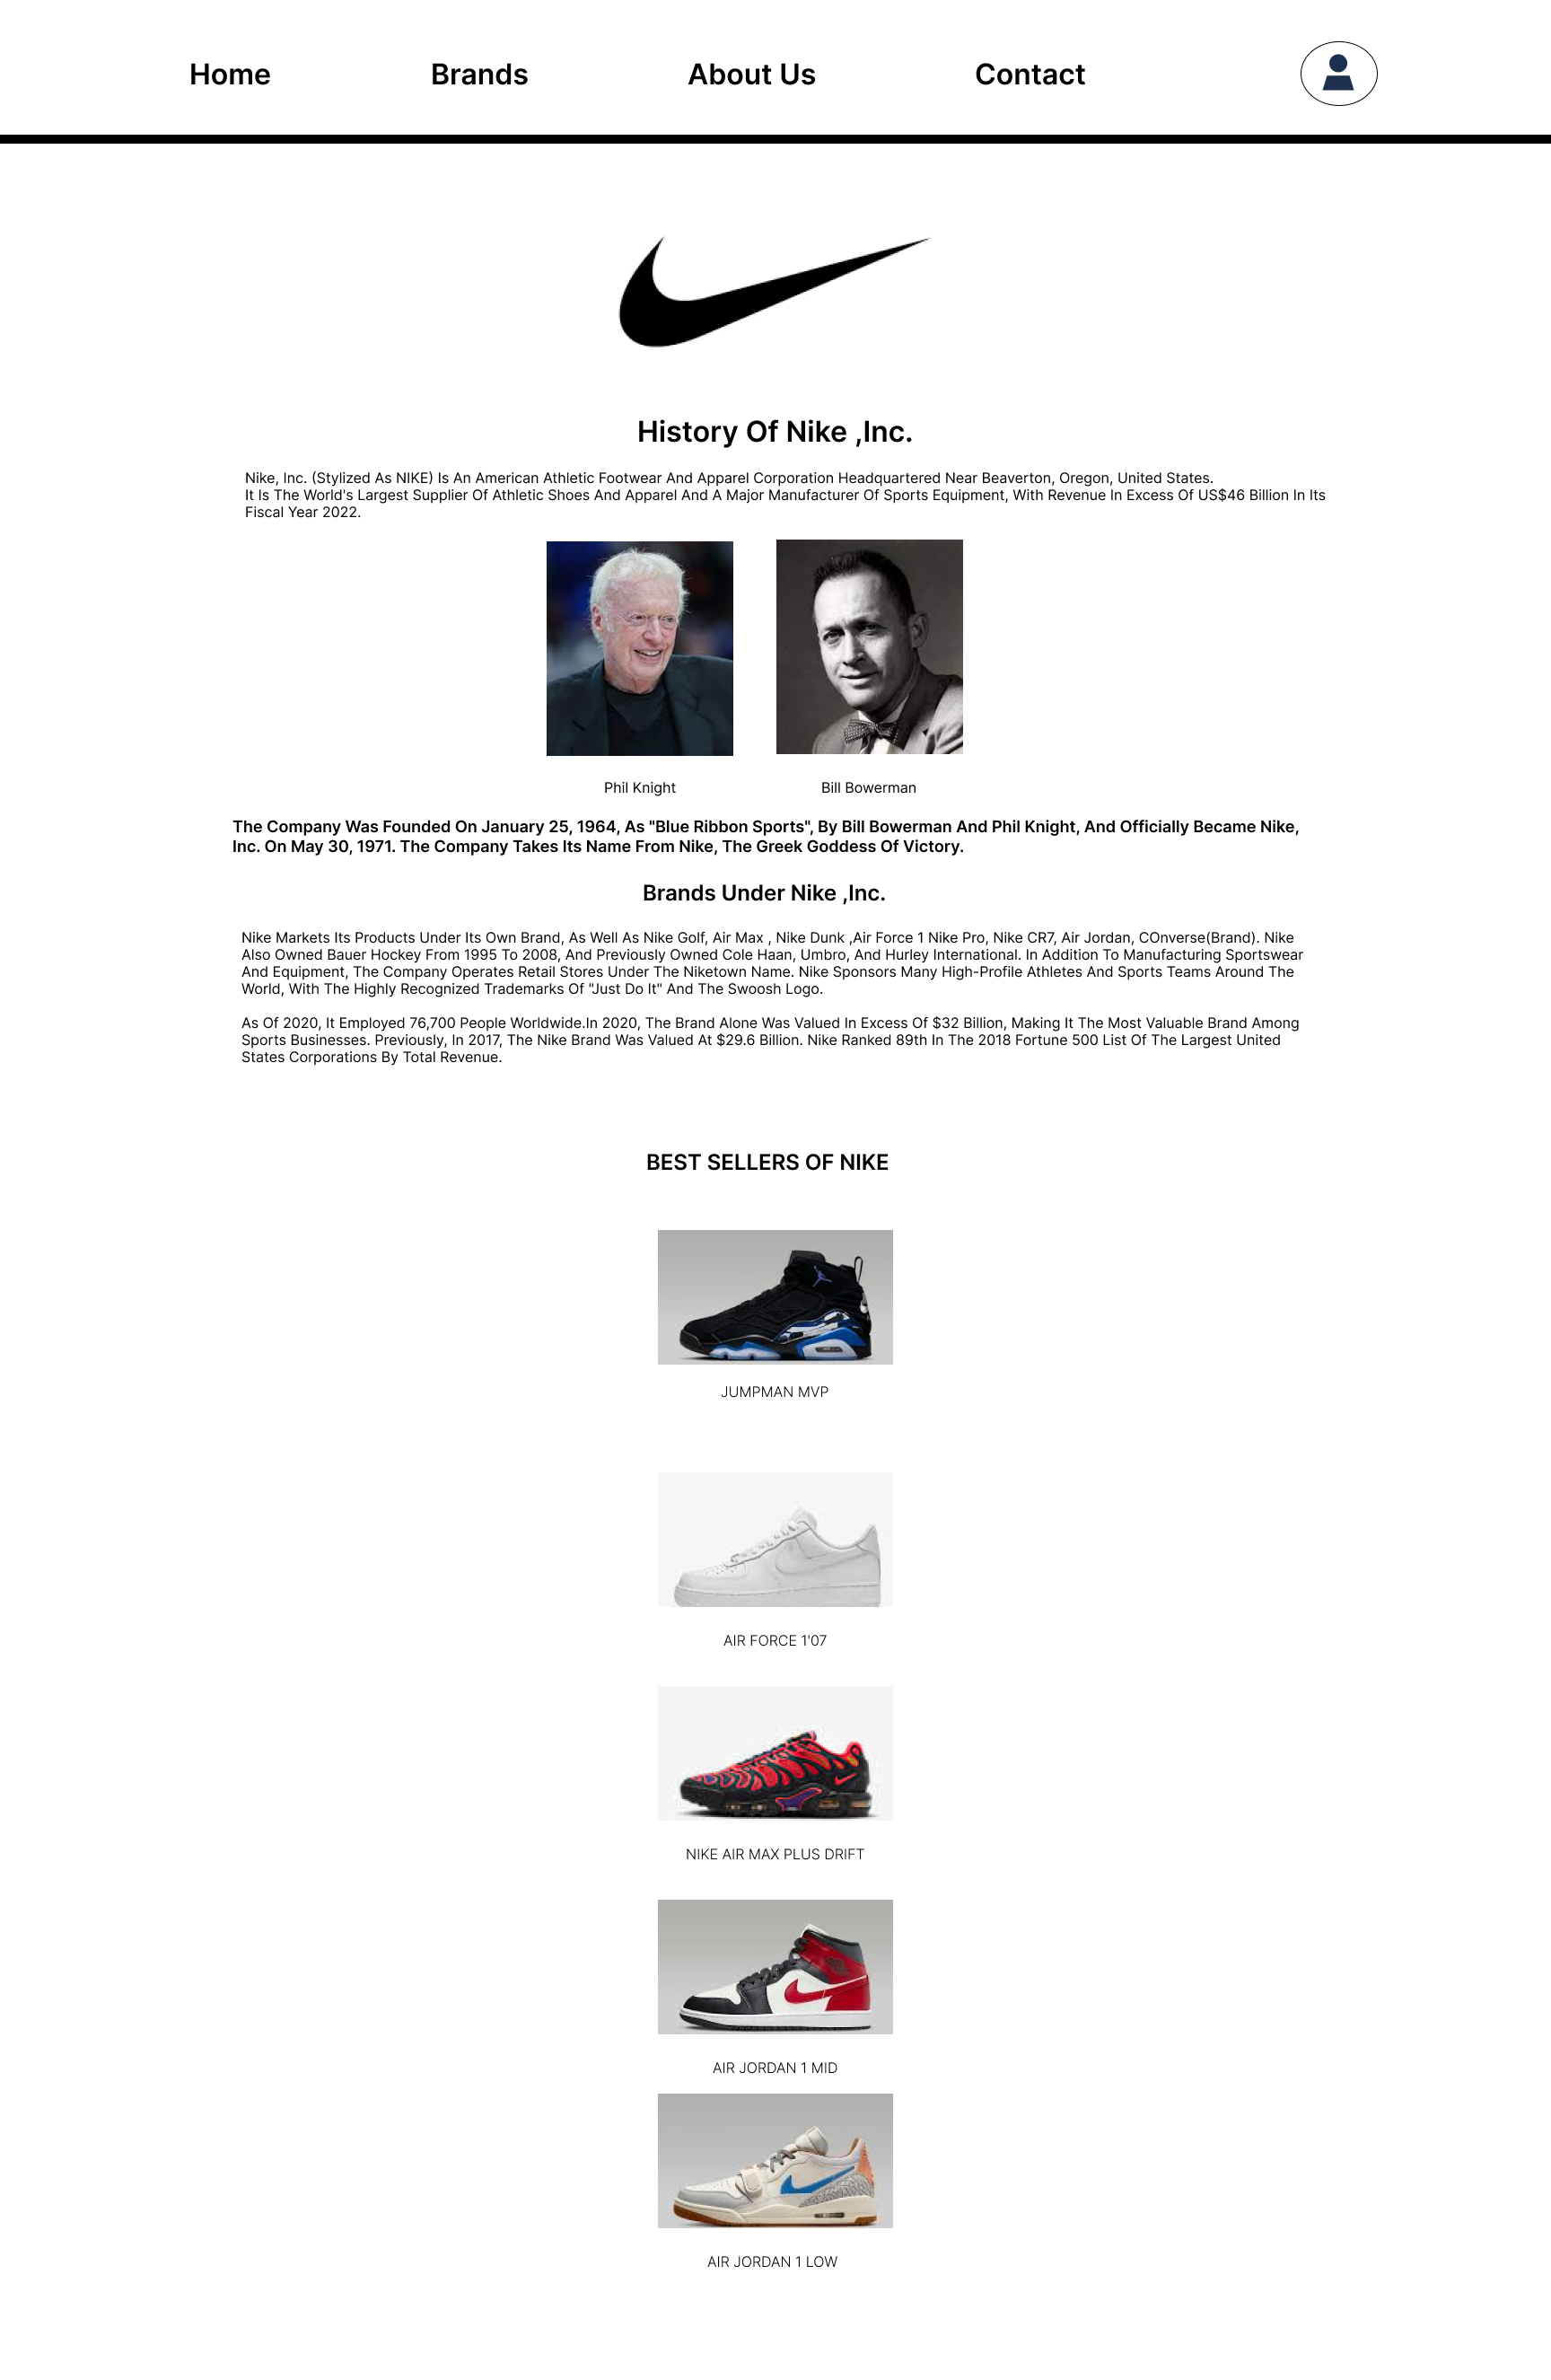 Home Brands About Us Contact
History Of Nike ,Inc.
Nike, Inc. (Stylized As NIKE) Is An American Athletic Footwear And Apparel Corporation Headquartered Near Beaverton, Oregon, United States.
It Is The World's Largest Supplier Of Athletic Shoes And Apparel And A Major Manufacturer Of Sports Equipment, With Revenue In Excess Of US$46 Billion In Its
Fiscal Year 2022.
Phil Knight Bill Bowerman
The Company Was Founded On January 25, 1964, As "Blue Ribbon Sports", By Bill Bowerman And Phil Knight, And Officially Became Nike,
Inc. On May 30, 1971. The Company Takes Its Name From Nike, The Greek Goddess Of Victory.
Brands Under Nike ,Inc.
Nike Markets Its Products Under Its Own Brand, As Well As Nike Golf, Air Max , Nike Dunk ,Air Force 1 Nike Pro, Nike CR7, Air Jordan, COnverse(Brand). Nike
Also Owned Bauer Hockey From 1995 To 2008, And Previously Owned Cole Haan, Umbro, And Hurley International. In Addition To Manufacturing Sportswear
And Equipment, The Company Operates Retail Stores Under The Niketown Name. Nike Sponsors Many High-Profile Athletes And Sports Teams Around The
World, With The Highly Recognized Trademarks Of "Just Do It" And The Swoosh Logo.
As Of 2020, It Employed 76,700 People Worldwide.In 2020, The Brand Alone Was Valued In Excess Of $32 Billion, Making It The Most Valuable Brand Among
Sports Businesses. Previously, In 2017, The Nike Brand Was Valued At $29.6 Billion. Nike Ranked 89th In The 2018 Fortune 500 List Of The Largest United
States Corporations By Total Revenue.
BEST SELLERS OF NIKE
JUMPMAN MVP
AIR FORCE 1'07
NIKE AIR MAX PLUS DRIFT
AIR JORDAN 1 MID
AIR JORDAN 1 LOW